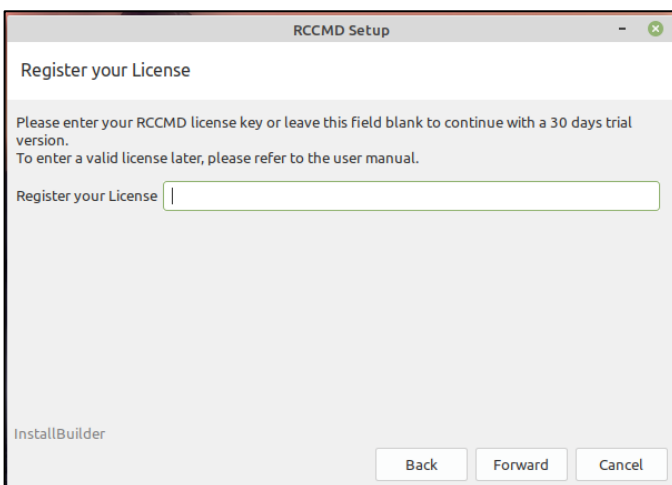 RCCMD Setup
Register your License
Please enter your RCCMD license key or leave this field blank to continue with a 30 days trial
version.
To enter a valid license later, please refer to the user manual.
Register your License
InstallBuilder
Back Forward Cancel